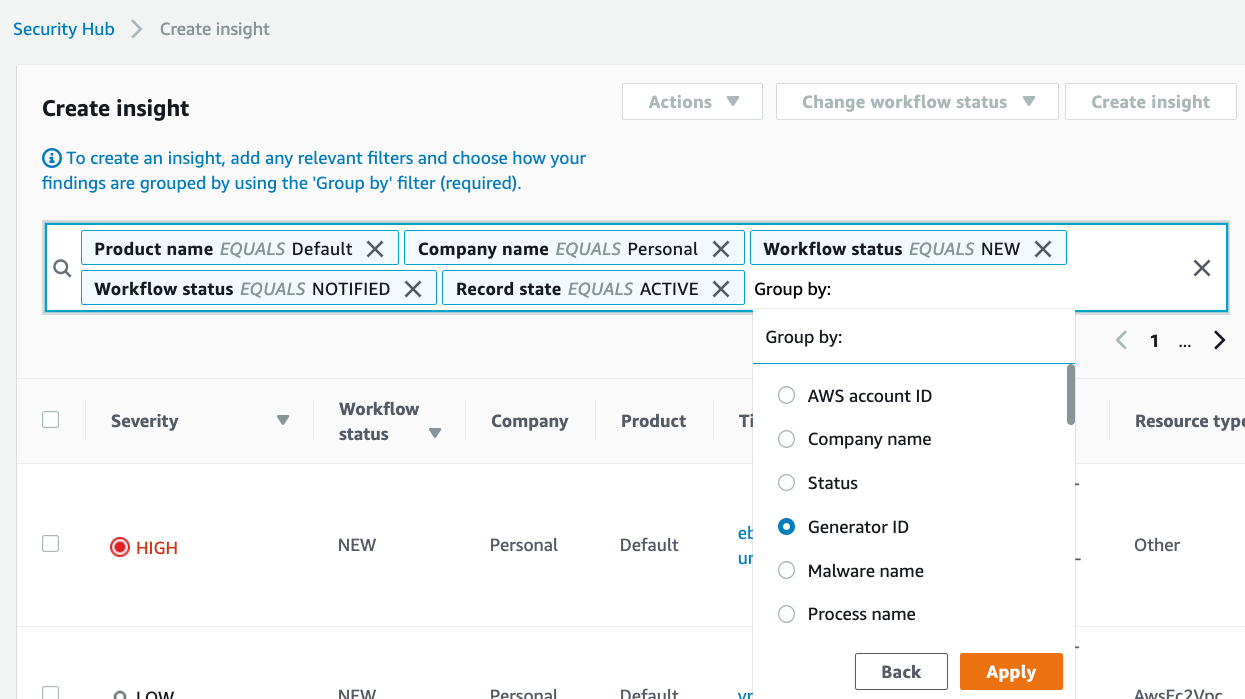 Security Hub > Create insight
Create insight
Actions ▼
Change workflow status ▼
Create insight
To create an insight, add any relevant filters and choose how your
findings are grouped by using the 'Group by' filter (required).
Product name EQUALS Default
Company name EQUALS Personal
Workflow status EQUALS NEW
Workflow status EQUALS NOTIFIED
Record state EQUALS ACTIVE
Group by:
Group by:
1 ...
Severity
Workflow
status
Company
Product
Ti
Resource type
AWS account ID
Company name
Status
Generator ID
Malware name
Process name
Back
Apply
HIGH
NEW
Personal
Default
eb
un
-
-
Other
LOW
NEW
Personal
Default
-
AwsEc2Vpc